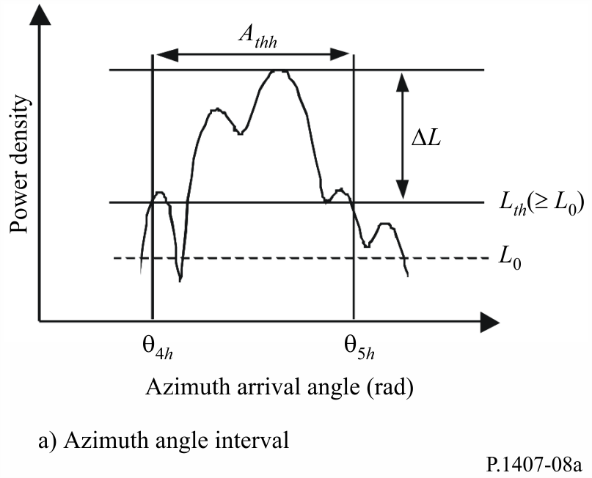 Power density
A_thh
ΔL
L_th(≥ L_0)
L_0
θ_4h
θ_5h
Azimuth arrival angle (rad)
a) Azimuth angle interval
P.1407-08a